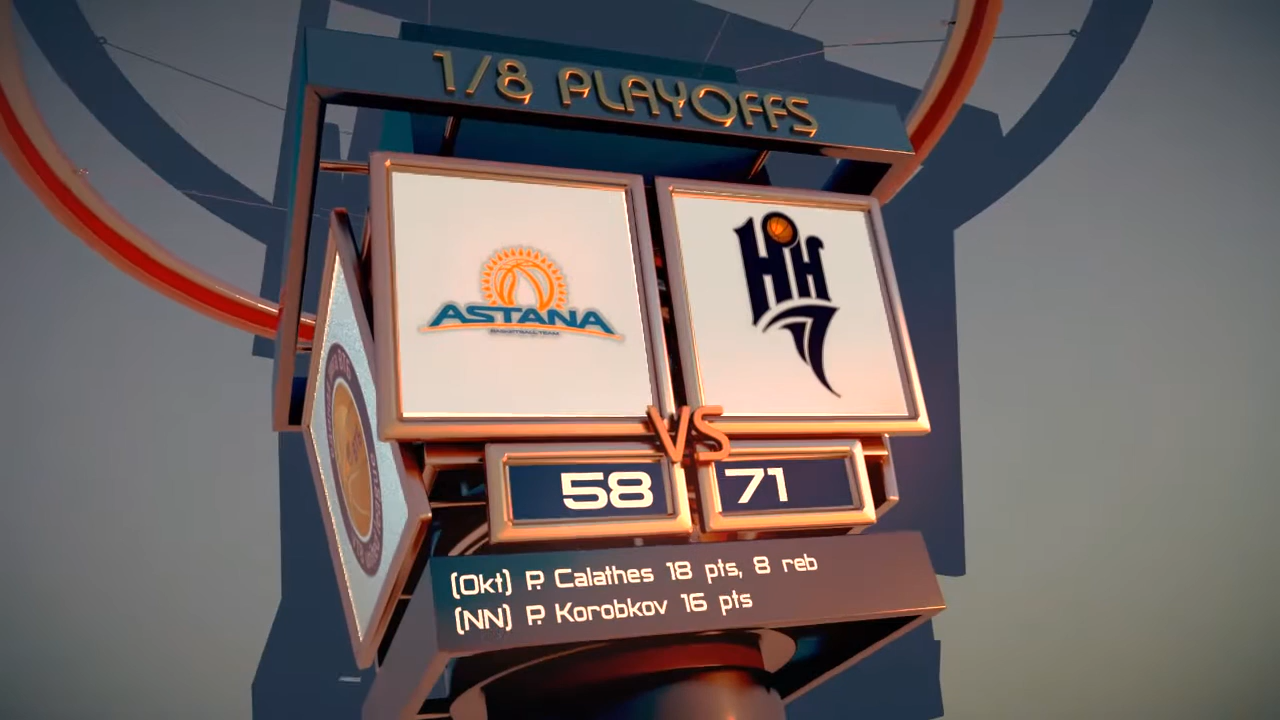 1/8 PLAYOFFS
ASTANA
BASKETBALL TEAM
НН
VS
58
71
(Okt) P. Calathes 18 pts, 8 reb
(NN) P. Korobkov 16 pts